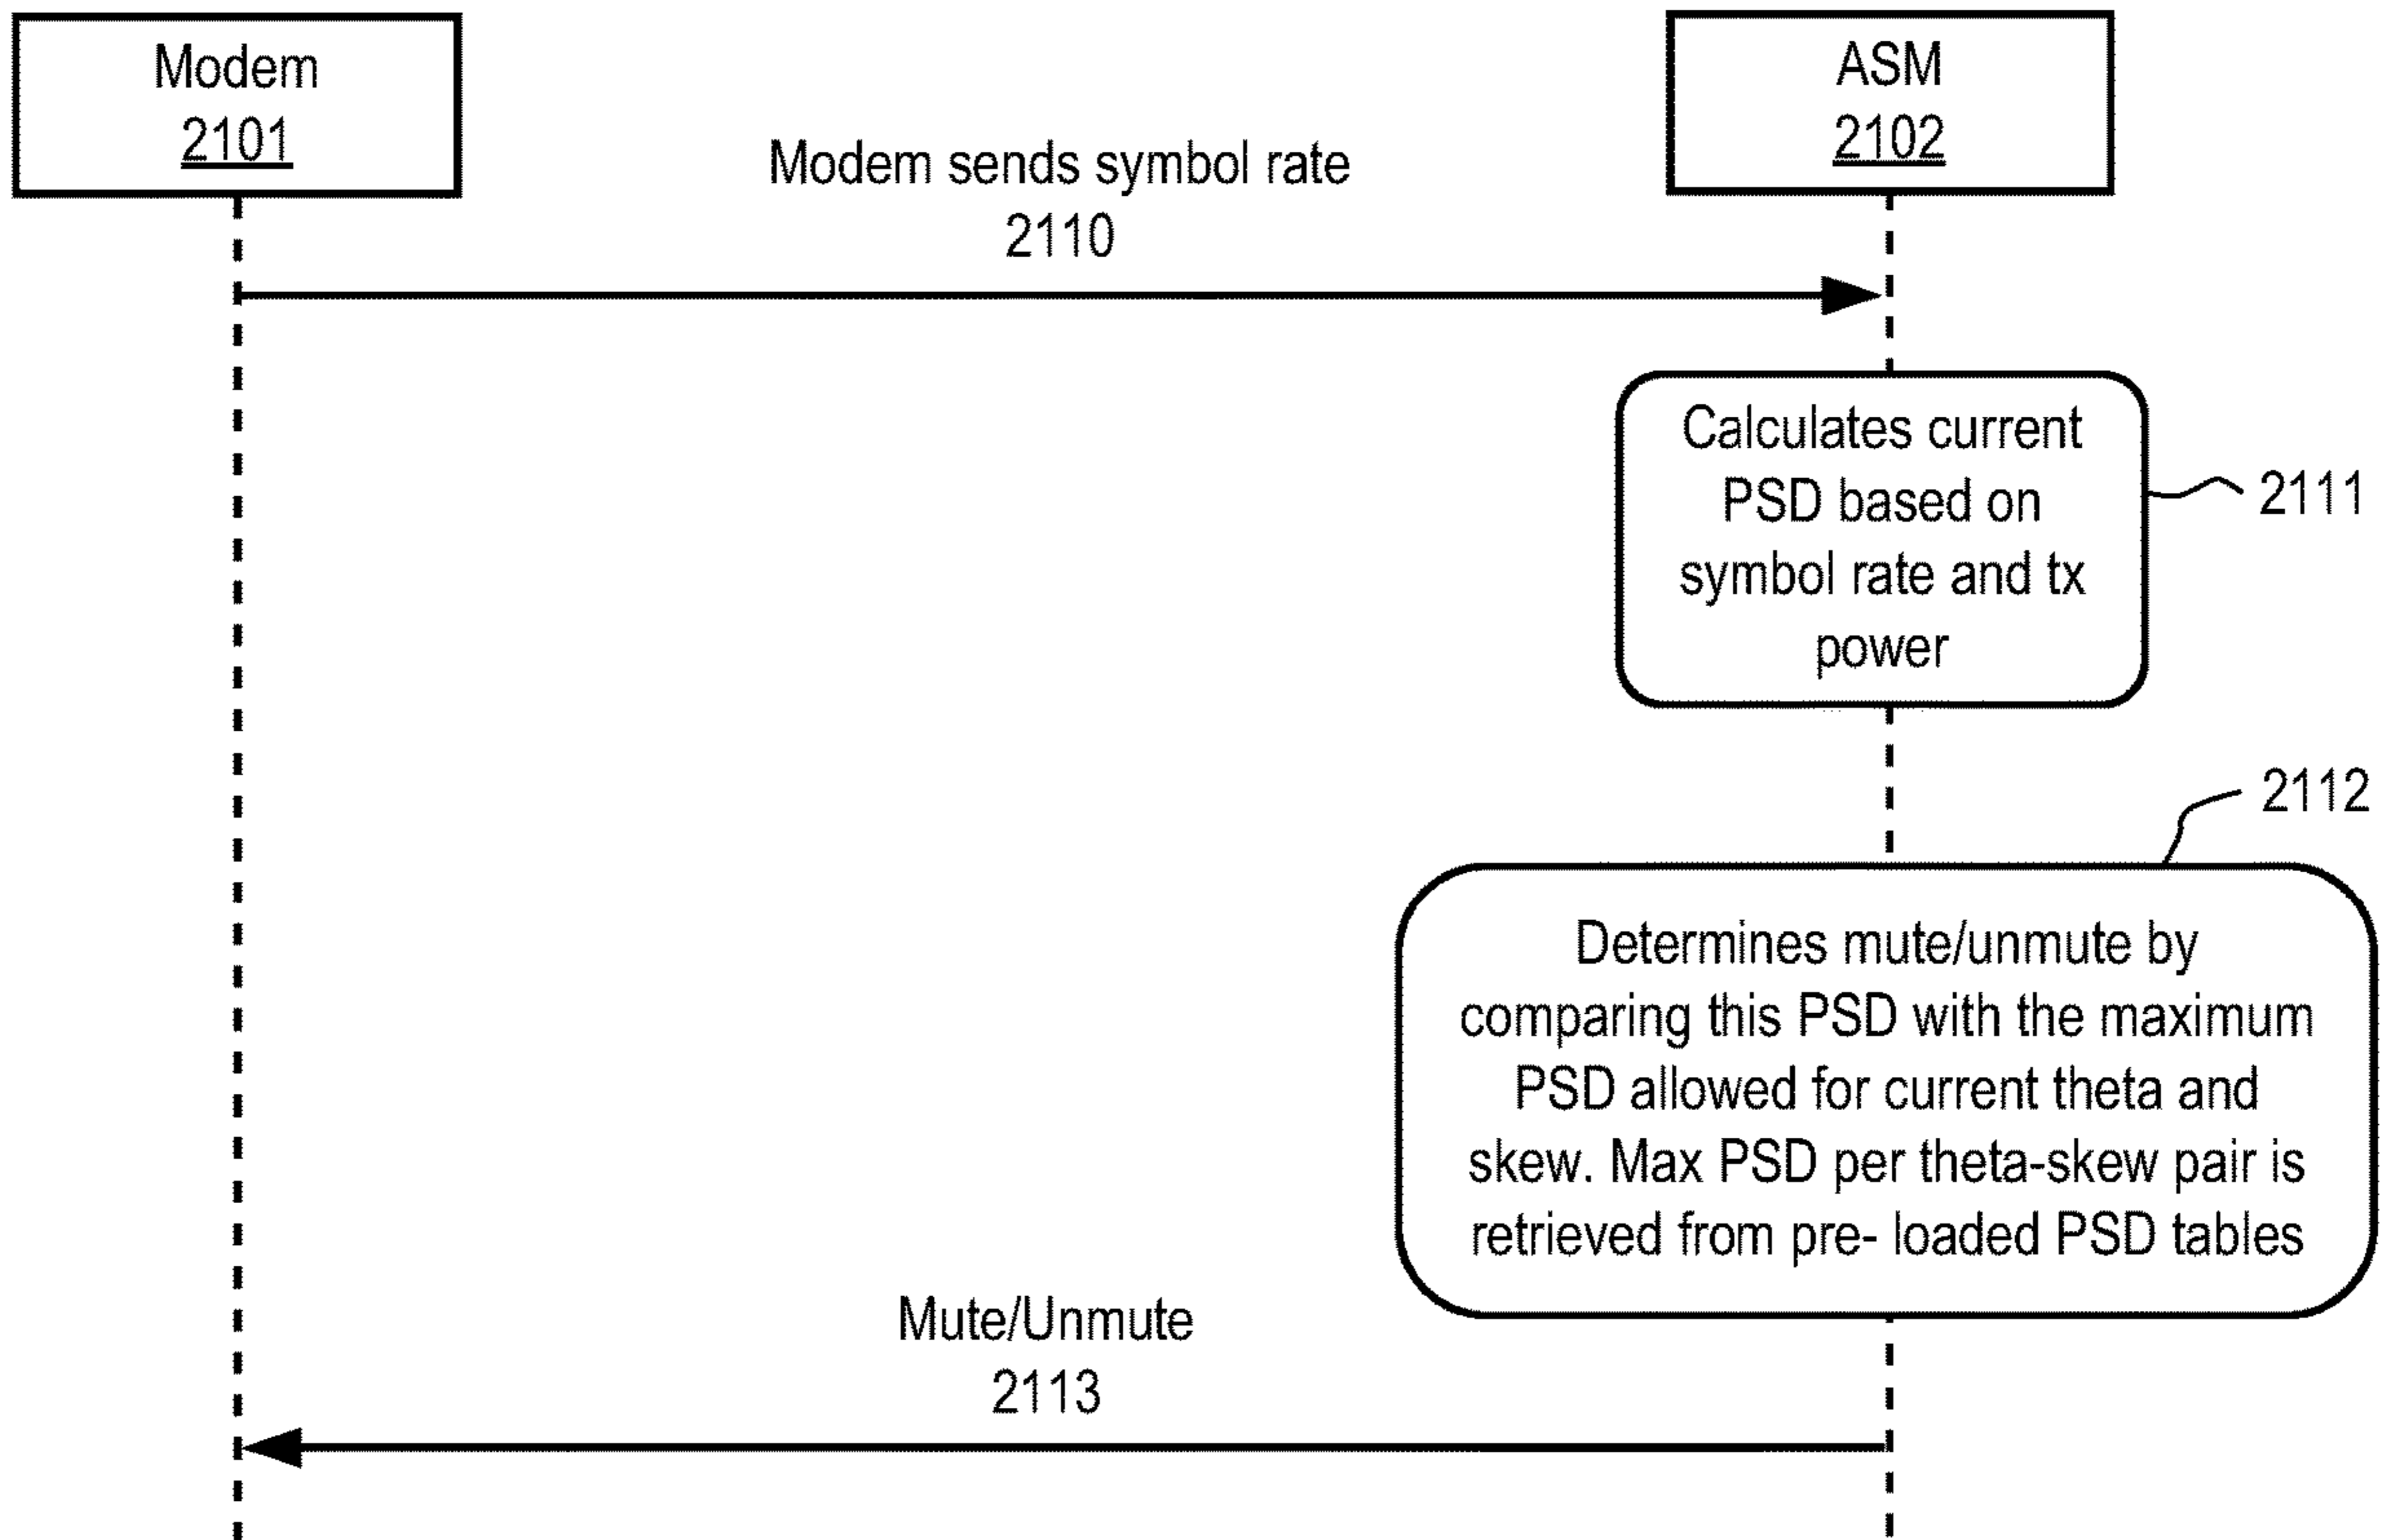 Modem
2101
ASM
2102
Modem sends symbol rate
2110
Calculates current
PSD based on
symbol rate and tx
power
2111
2112
Determines mute/unmute by
comparing this PSD with the maximum
PSD allowed for current theta and
skew. Max PSD per theta-skew pair is
retrieved from pre- loaded PSD tables
Mute/Unmute
2113